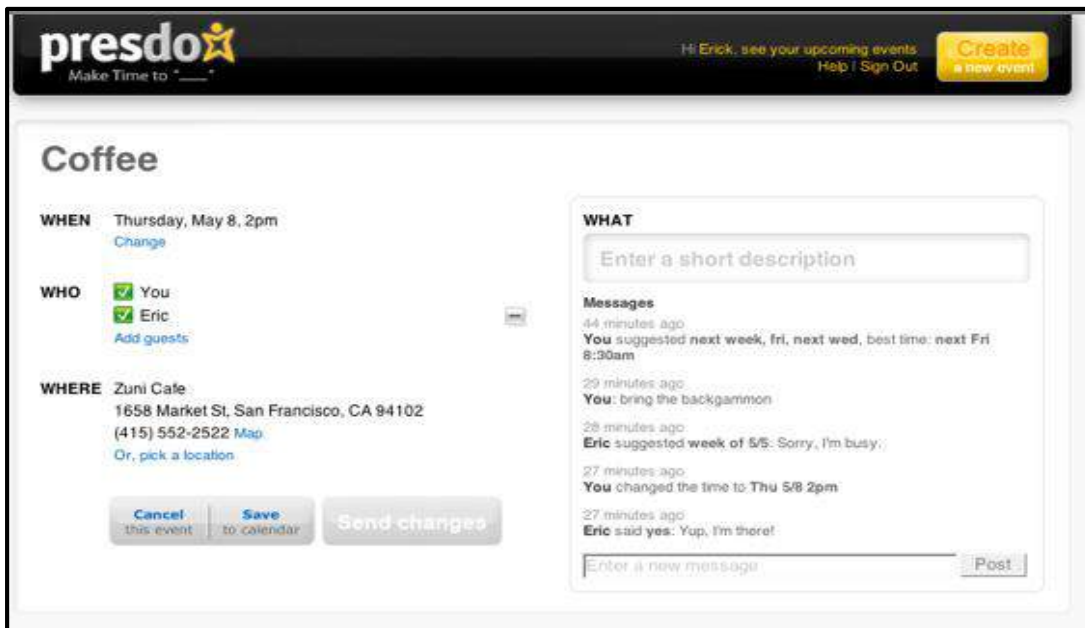 presdo
Make Time to "____"
Hi Erick, see your upcoming events
Help | Sign Out
Create
a new event
Coffee
WHEN Thursday, May 8, 2pm
Change
WHO You
Eric
Add guests
WHERE Zuni Cafe
1658 Market St, San Francisco, CA 94102
(415) 552-2522 Map
Or, pick a location
Cancel
this event
Save
to calendar
Send changes
WHAT
Enter a short description
Messages
44 minutes ago
You suggested next week, fri, next wed, best time: next Fri
8:30am
29 minutes ago
You: bring the backgammon
28 minutes ago
Eric suggested week of 5/5: Sorry, I'm busy.
27 minutes ago
You changed the time to Thu 5/8 2pm
27 minutes ago
Eric said yes: Yup, I'm there!
Enter a new message
Post